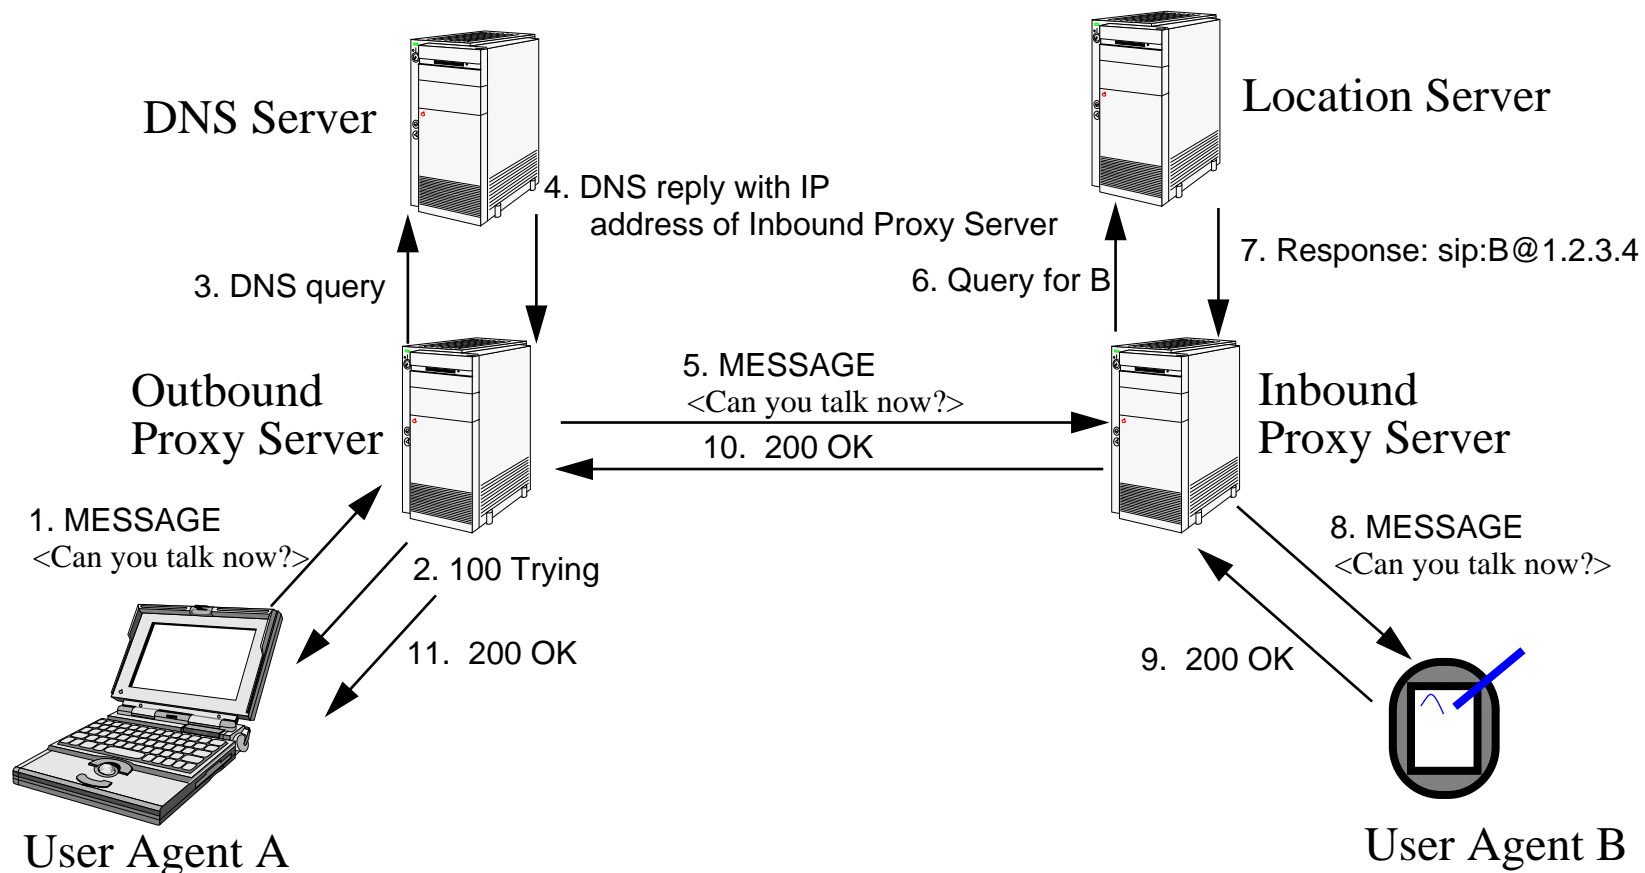 DNS Server
Location Server
4. DNS reply with IP
address of Inbound Proxy Server
7. Response: sip:B@1.2.3.4
3. DNS query
6. Query for B
5. MESSAGE
<Can you talk now?>
Outbound
Proxy Server
Inbound
Proxy Server
10. 200 OK
1. MESSAGE
<Can you talk now?>
8. MESSAGE
<Can you talk now?>
2. 100 Trying
11. 200 OK
9. 200 OK
User Agent A
User Agent B